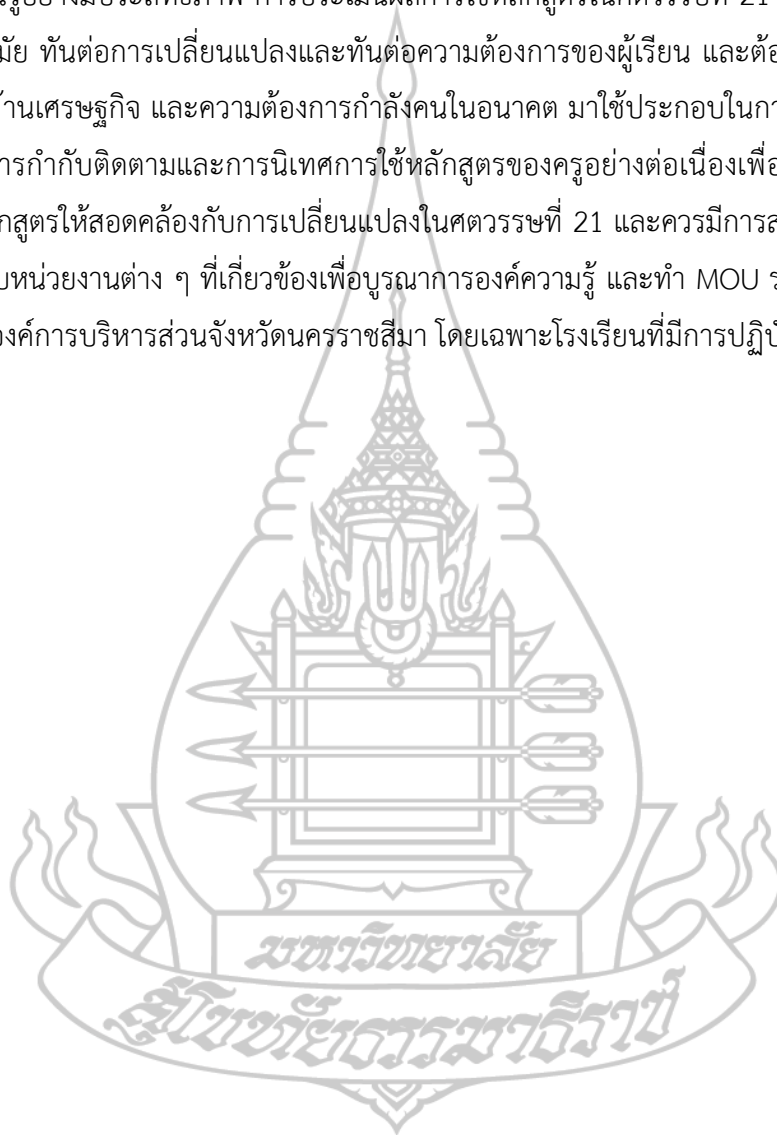 มัย ทันต่อการเปลี่ยนแปลงและทันต่อความต้องการของผู้เรียน และต้อ
้านเศรษฐกิจ และความต้องการกำลังคนในอนาคต มาใช้ประกอบในกา
ารกำกับติดตามและการนิเทศการใช้หลักสูตรของครูอย่างต่อเนื่องเพื่อ
กสูตรให้สอดคล้องกับการเปลี่ยนแปลงในศตวรรษที่ 21 และควรมีการส
บหน่วยงานต่าง ๆ ที่เกี่ยวข้องเพื่อบูรณาการองค์ความรู้ และทำ MOU ร
องค์การบริหารส่วนจังหวัดนครราชสีมา โดยเฉพาะโรงเรียนที่มีการปฏิบั
มหาวิทยาลัย
สุโขทัยธรรมาธิราช